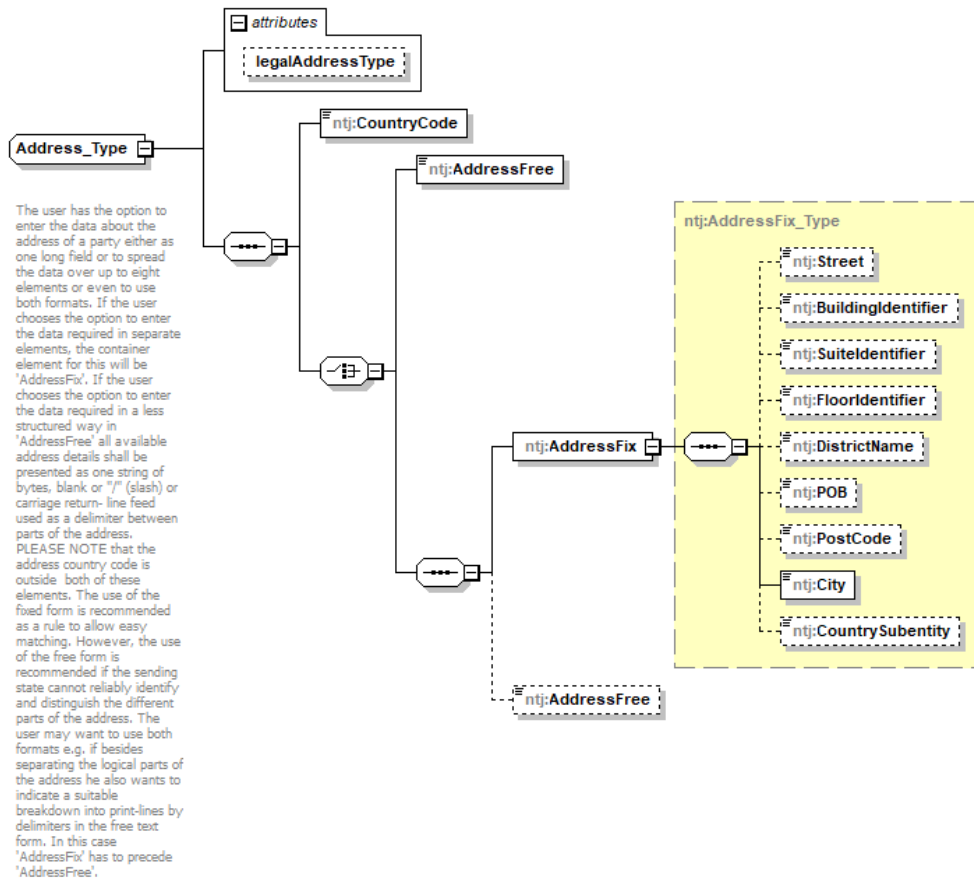 attributes
legalAddressType
ntj:CountryCode
Address_Type
ntj:AddressFree
The user has the option to
enter the data about the
address of a party either as
one long field or to spread
the data over up to eight
elements or even to use
both formats. If the user
chooses the option to enter
the data required in separate
elements, the container
element for this will be
'AddressFix'. If the user
chooses the option to enter
the data required in a less
structured way in
'AddressFree' all available
address details shall be
presented as one string of
bytes, blank or "/" (slash) or
carriage return- line feed
used as a delimiter between
parts of the address.
PLEASE NOTE that the
address country code is
outside  both of these
elements. The use of the
fixed form is recommended
as a rule to allow easy
matching. However, the use
of the free form is
recommended if the sending
state cannot reliably identify
and distinguish the different
parts of the address. The
user may want to use both
formats e.g. if besides
separating the logical parts of
the address he also wants to
indicate a suitable
breakdown into print-lines by
delimiters in the free text
form. In this case
'AddressFix' has to precede
'AddressFree'.
ntj:AddressFix
ntj:AddressFix_Type
ntj:Street
ntj:BuildingIdentifier
ntj:SuiteIdentifier
ntj:FloorIdentifier
ntj:DistrictName
ntj:POB
ntj:PostCode
ntj:City
ntj:CountrySubentity
ntj:AddressFree